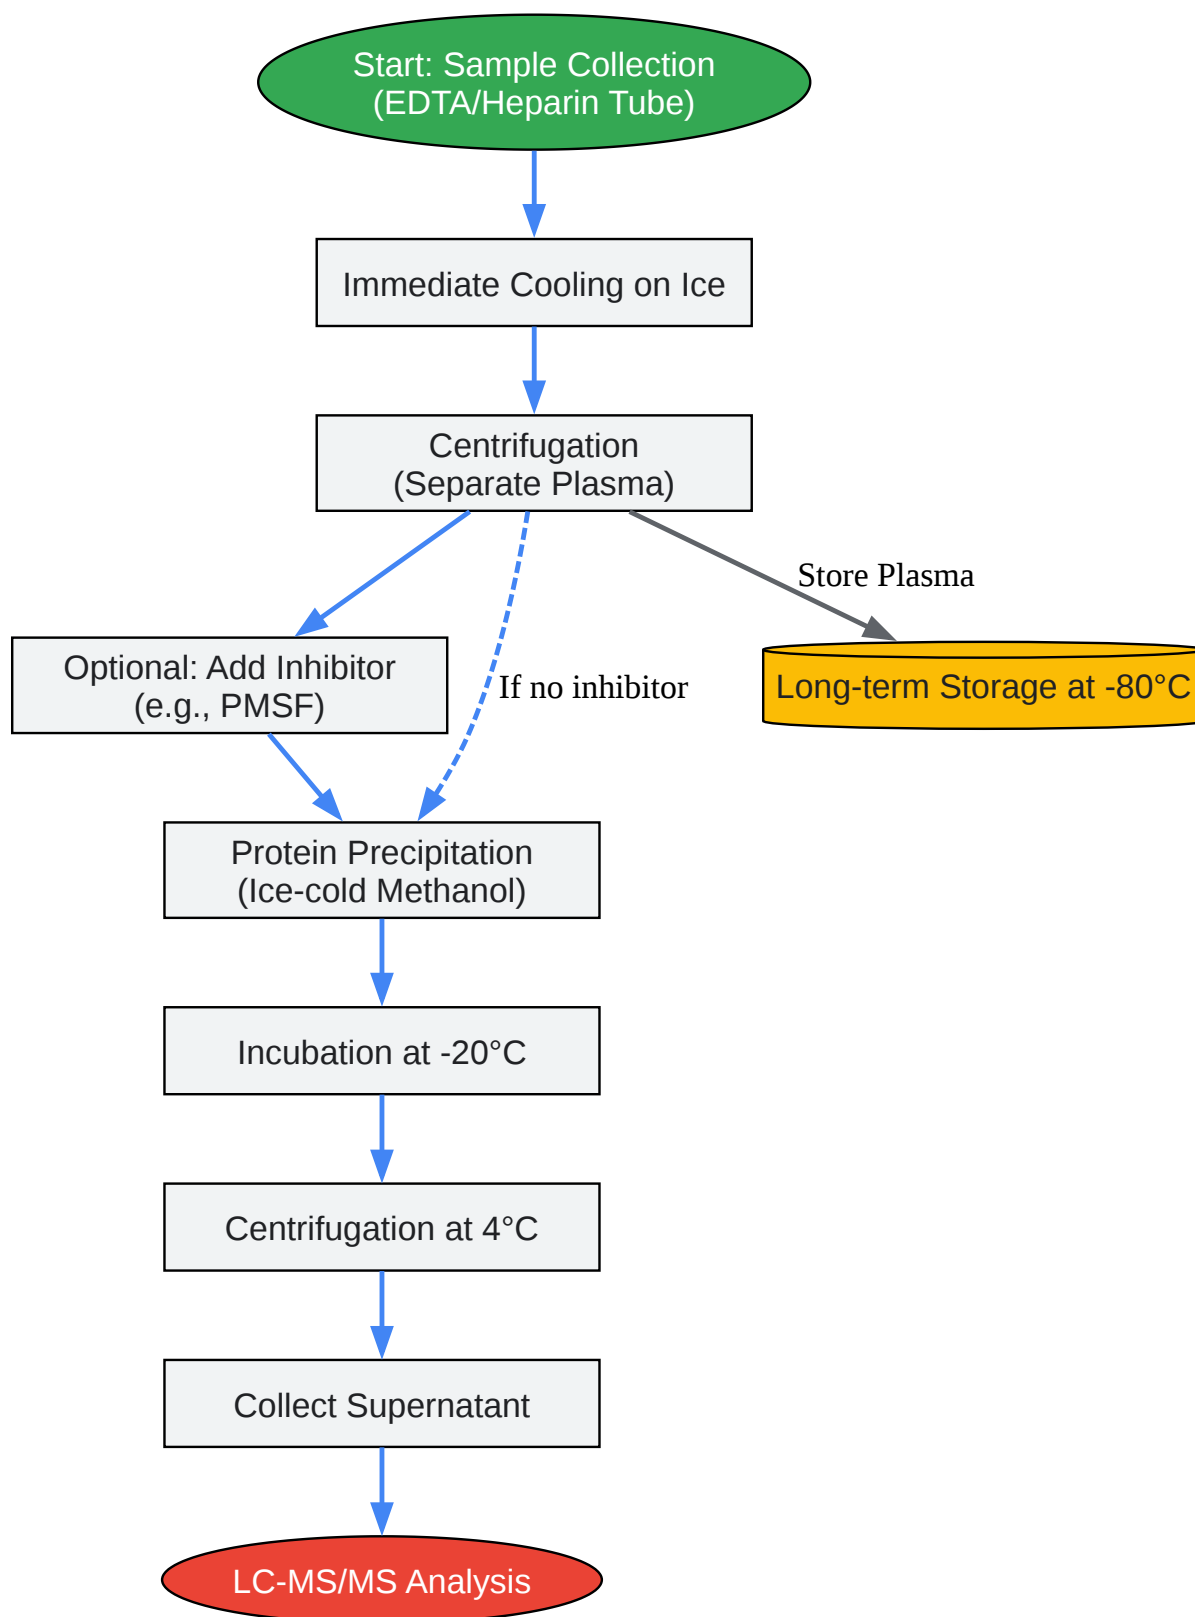 Start: Sample Collection
(EDTA/Heparin Tube)
Immediate Cooling on Ice
Centrifugation
(Separate Plasma)
Store Plasma
Optional: Add Inhibitor
(e.g., PMSF)
If no inhibitor
Long-term Storage at -80°C
Protein Precipitation
(Ice-cold Methanol)
Incubation at -20°C
Centrifugation at 4°C
Collect Supernatant
LC-MS/MS Analysis